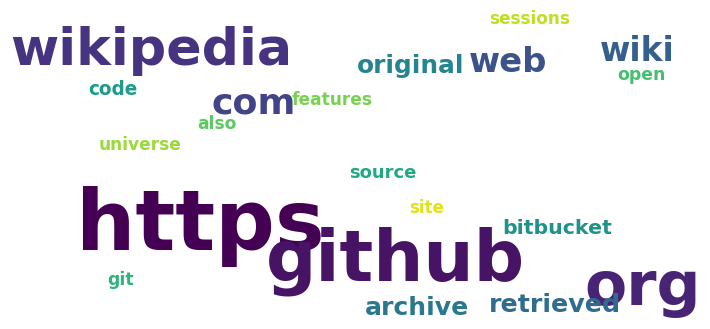 sessions
wikipedia
original
web
wiki
open
code
com
features
also
universe
source
https
site
github
bitbucket
git
org
archive
retrieved